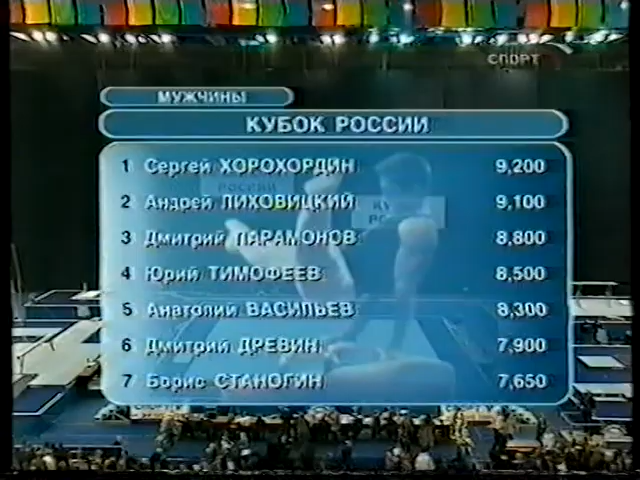 СПОРТ
МУЖЧИНЫ
КУБОК РОССИИ
1 Сергей ХОРОХОРДИН 9,200
2 Андрей ЛИХОВИЦКИЙ 9,100
3 Дмитрий ПАРАМОНОВ 8,800
4 Юрий ТИМОФЕЕВ 8,500
5 Анатолий ВАСИЛЬЕВ 8,300
6 Дмитрий ДРЕВИН 7,900
7 Борис СТАНОГИН 7,650